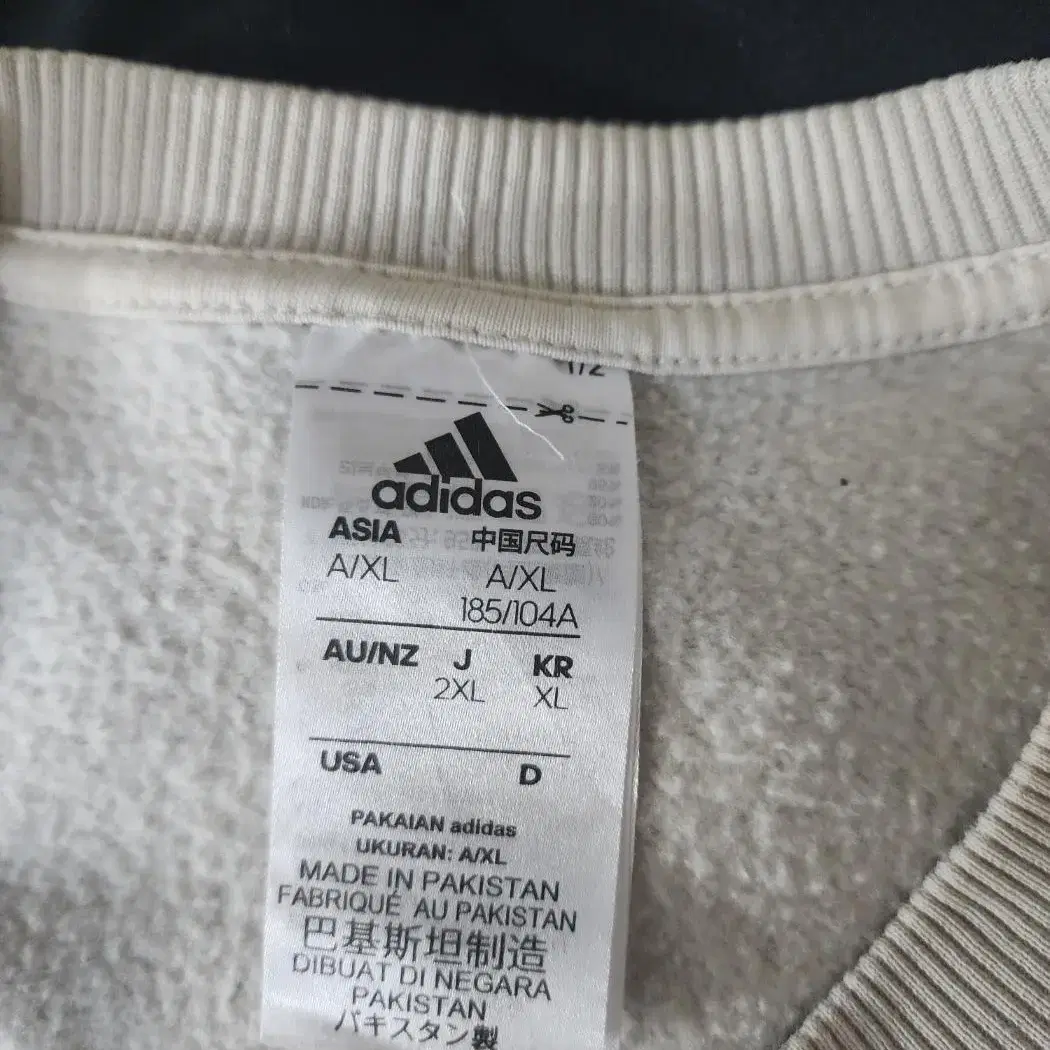 1/2
adidas
ASIA 中国尺码
A/XL A/XL
185/104A
AU/NZ J KR
2XL XL
USA D
PAKAIAN adidas
UKURAN: A/XL
MADE IN PAKISTAN
FABRIQUÉ AU PAKISTAN
巴基斯坦制造
DIBUAT DI NEGARA
PAKISTAN
パキスタン製